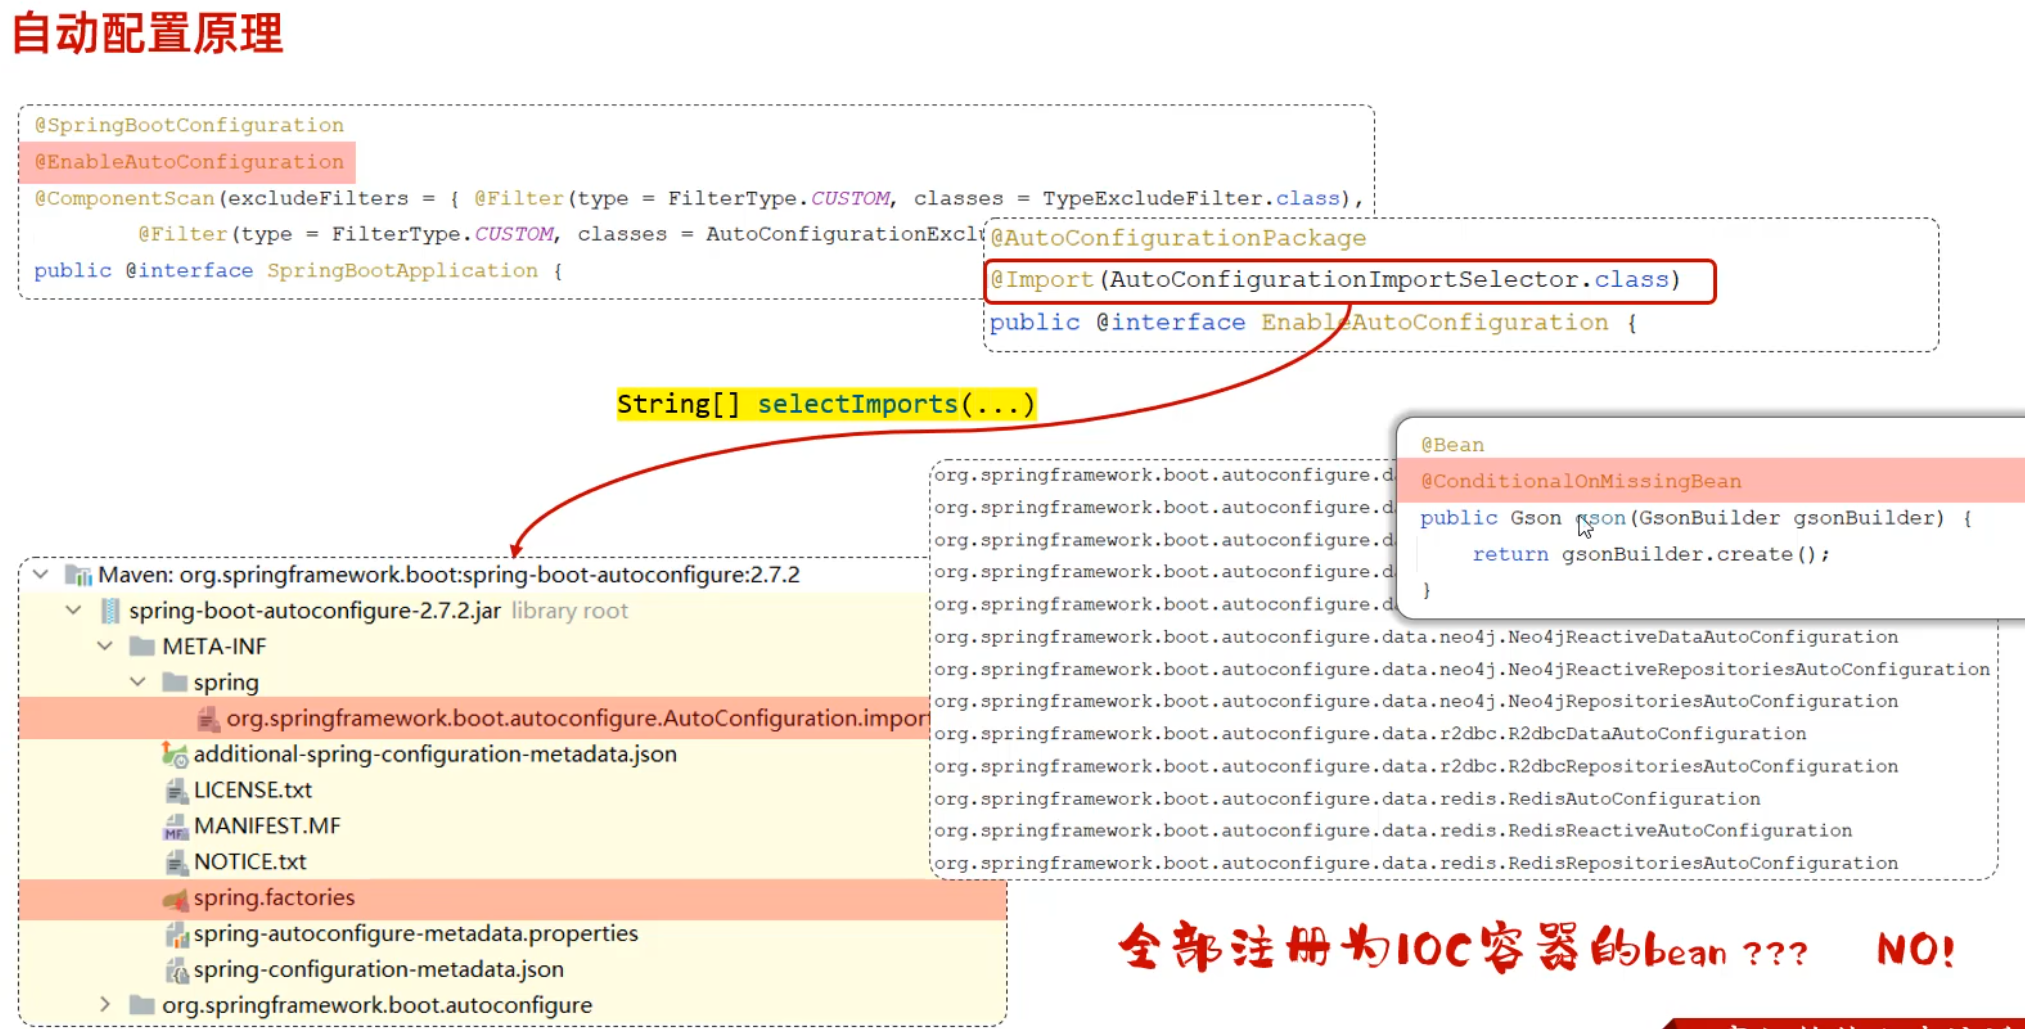 自动配置原理
@SpringBootConfiguration
@EnableAutoConfiguration
@ComponentScan(excludeFilters = { @Filter(type = FilterType.CUSTOM, classes = TypeExcludeFilter.class),
@Filter(type = FilterType.CUSTOM, classes = AutoConfigurationExcl
public @interface SpringBootApplication {
@AutoConfigurationPackage
@Import(AutoConfigurationImportSelector.class)
public @interface EnableAutoConfiguration {
String[] selectImports(...)
@Bean
@ConditionalOnMissingBean
public Gson gson(GsonBuilder gsonBuilder) {
return gsonBuilder.create();
}
Maven: org.springframework.boot:spring-boot-autoconfigure:2.7.2
spring-boot-autoconfigure-2.7.2.jar library root
META-INF
spring
org.springframework.boot.autoconfigure.AutoConfiguration.import
additional-spring-configuration-metadata.json
LICENSE.txt
MANIFEST.MF
NOTICE.txt
spring.factories
spring-autoconfigure-metadata.properties
spring-configuration-metadata.json
org.springframework.boot.autoconfigure
org.springframework.boot.autoconfigure.d
org.springframework.boot.autoconfigure.d
org.springframework.boot.autoconfigure.d
org.springframework.boot.autoconfigure.d
org.springframework.boot.autoconfigure.d
org.springframework.boot.autoconfigure.data.neo4j.Neo4jReactiveDataAutoConfiguration
org.springframework.boot.autoconfigure.data.neo4j.Neo4jReactiveRepositoriesAutoConfiguration
org.springframework.boot.autoconfigure.data.neo4j.Neo4jRepositoriesAutoConfiguration
org.springframework.boot.autoconfigure.data.r2dbc.R2dbcDataAutoConfiguration
org.springframework.boot.autoconfigure.data.r2dbc.R2dbcRepositoriesAutoConfiguration
org.springframework.boot.autoconfigure.data.redis.RedisAutoConfiguration
org.springframework.boot.autoconfigure.data.redis.RedisReactiveAutoConfiguration
org.springframework.boot.autoconfigure.data.redis.RedisRepositoriesAutoConfiguration
全部注册为IOC容器的bean ??? NO!